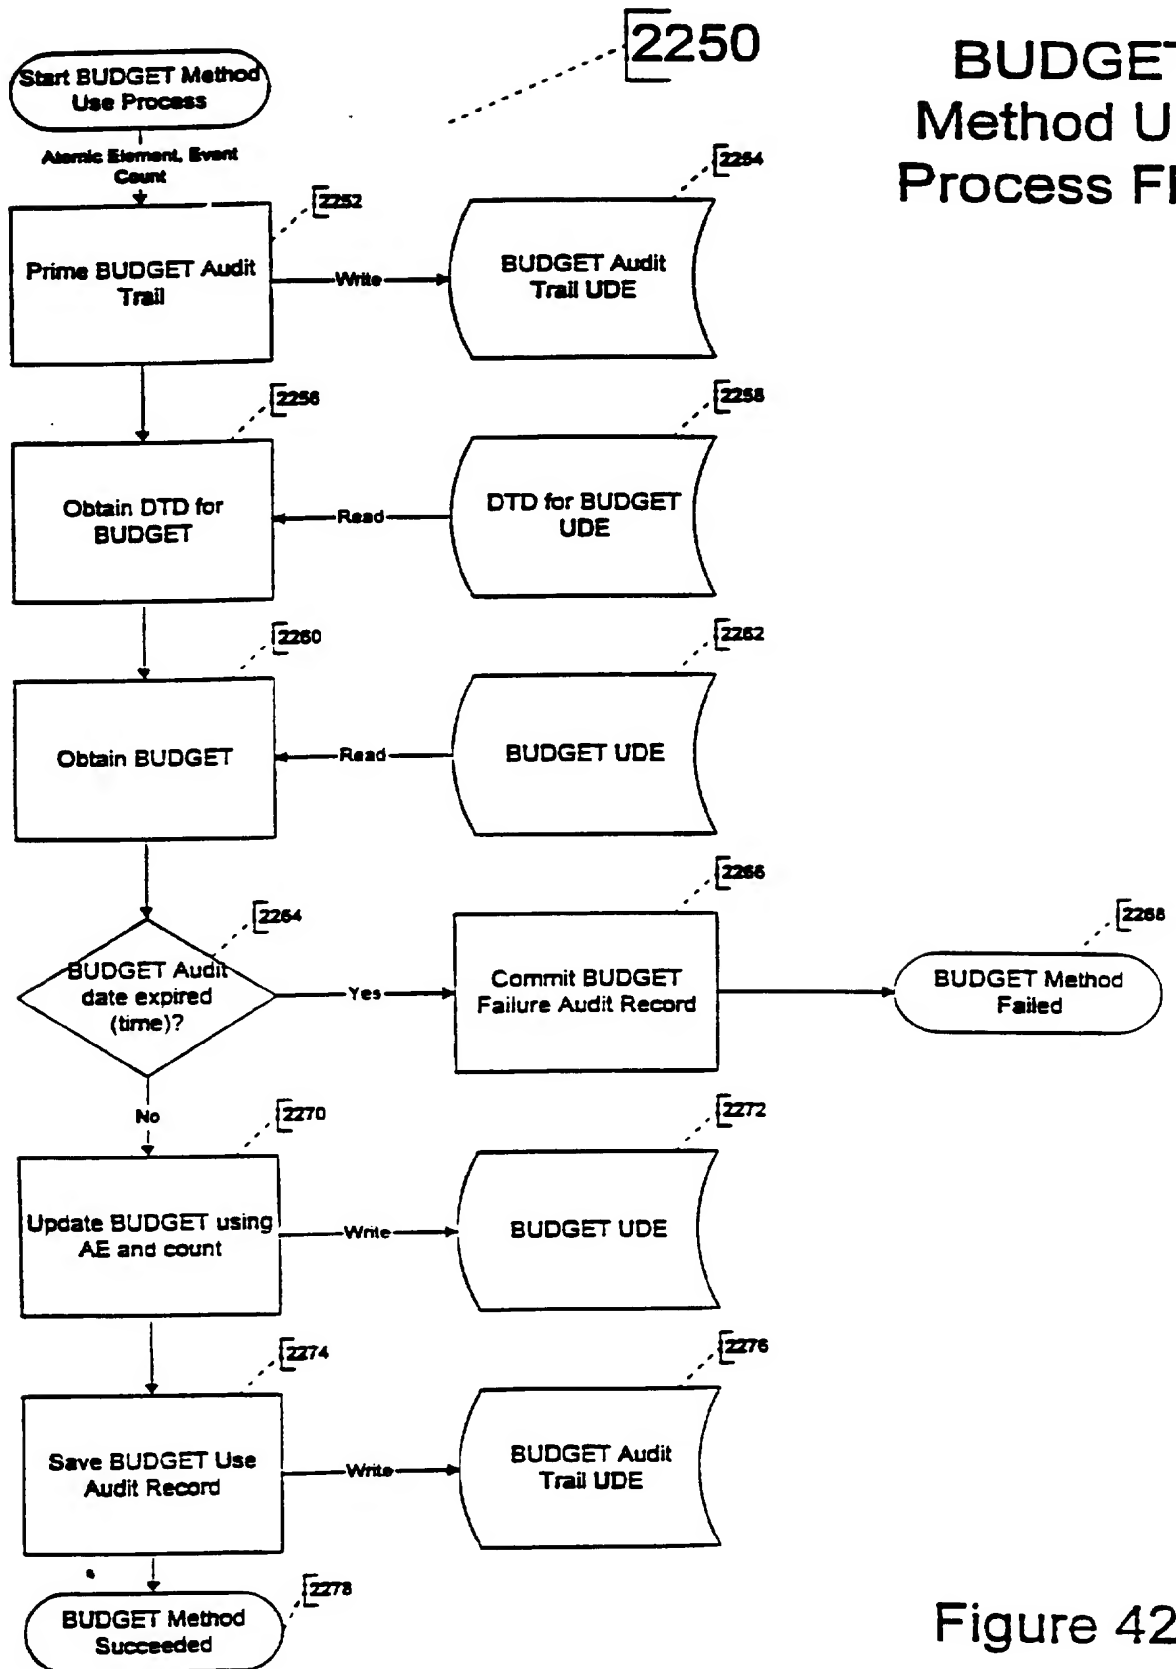 2250
BUDGET
Method U
Process Fl
Start BUDGET Method
Use Process
Atomic Element, Event
Count
2252
2254
Prime BUDGET Audit
Trail
Write
BUDGET Audit
Trail UDE
2256
2258
Obtain DTD for
BUDGET
Read
DTD for BUDGET
UDE
2260
2262
Obtain BUDGET
Read
BUDGET UDE
2264
2266
2268
BUDGET Audit
date expired
(time)?
Yes
Commit BUDGET
Failure Audit Record
BUDGET Method
Failed
No
2270
2272
Update BUDGET using
AE and count
Write
BUDGET UDE
2274
2276
Save BUDGET Use
Audit Record
Write
BUDGET Audit
Trail UDE
2278
BUDGET Method
Succeeded
Figure 42